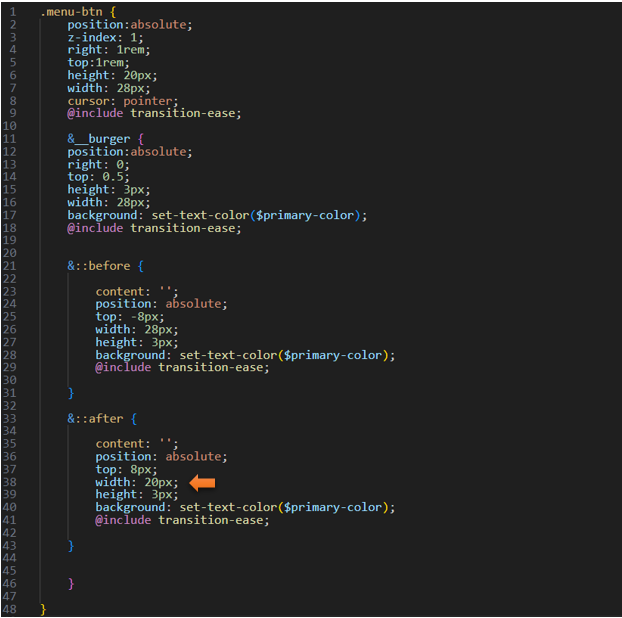 1 .menu-btn {
2 position:absolute;
3 z-index: 1;
4 right: 1rem;
5 top:1rem;
6 height: 20px;
7 width: 28px;
8 cursor: pointer;
9 @include transition-ease;
10
11 &__burger {
12 position:absolute;
13 right: 0;
14 top: 0.5;
15 height: 3px;
16 width: 28px;
17 background: set-text-color($primary-color);
18 @include transition-ease;
19
20
21 &::before {
22
23 content: '';
24 position: absolute;
25 top: -8px;
26 width: 28px;
27 height: 3px;
28 background: set-text-color($primary-color);
29 @include transition-ease;
30
31 }
32
33 &::after {
34
35 content: '';
36 position: absolute;
37 top: 8px;
38 width: 20px;
39 height: 3px;
40 background: set-text-color($primary-color);
41 @include transition-ease;
42
43 }
44
45
46 }
47
48 }